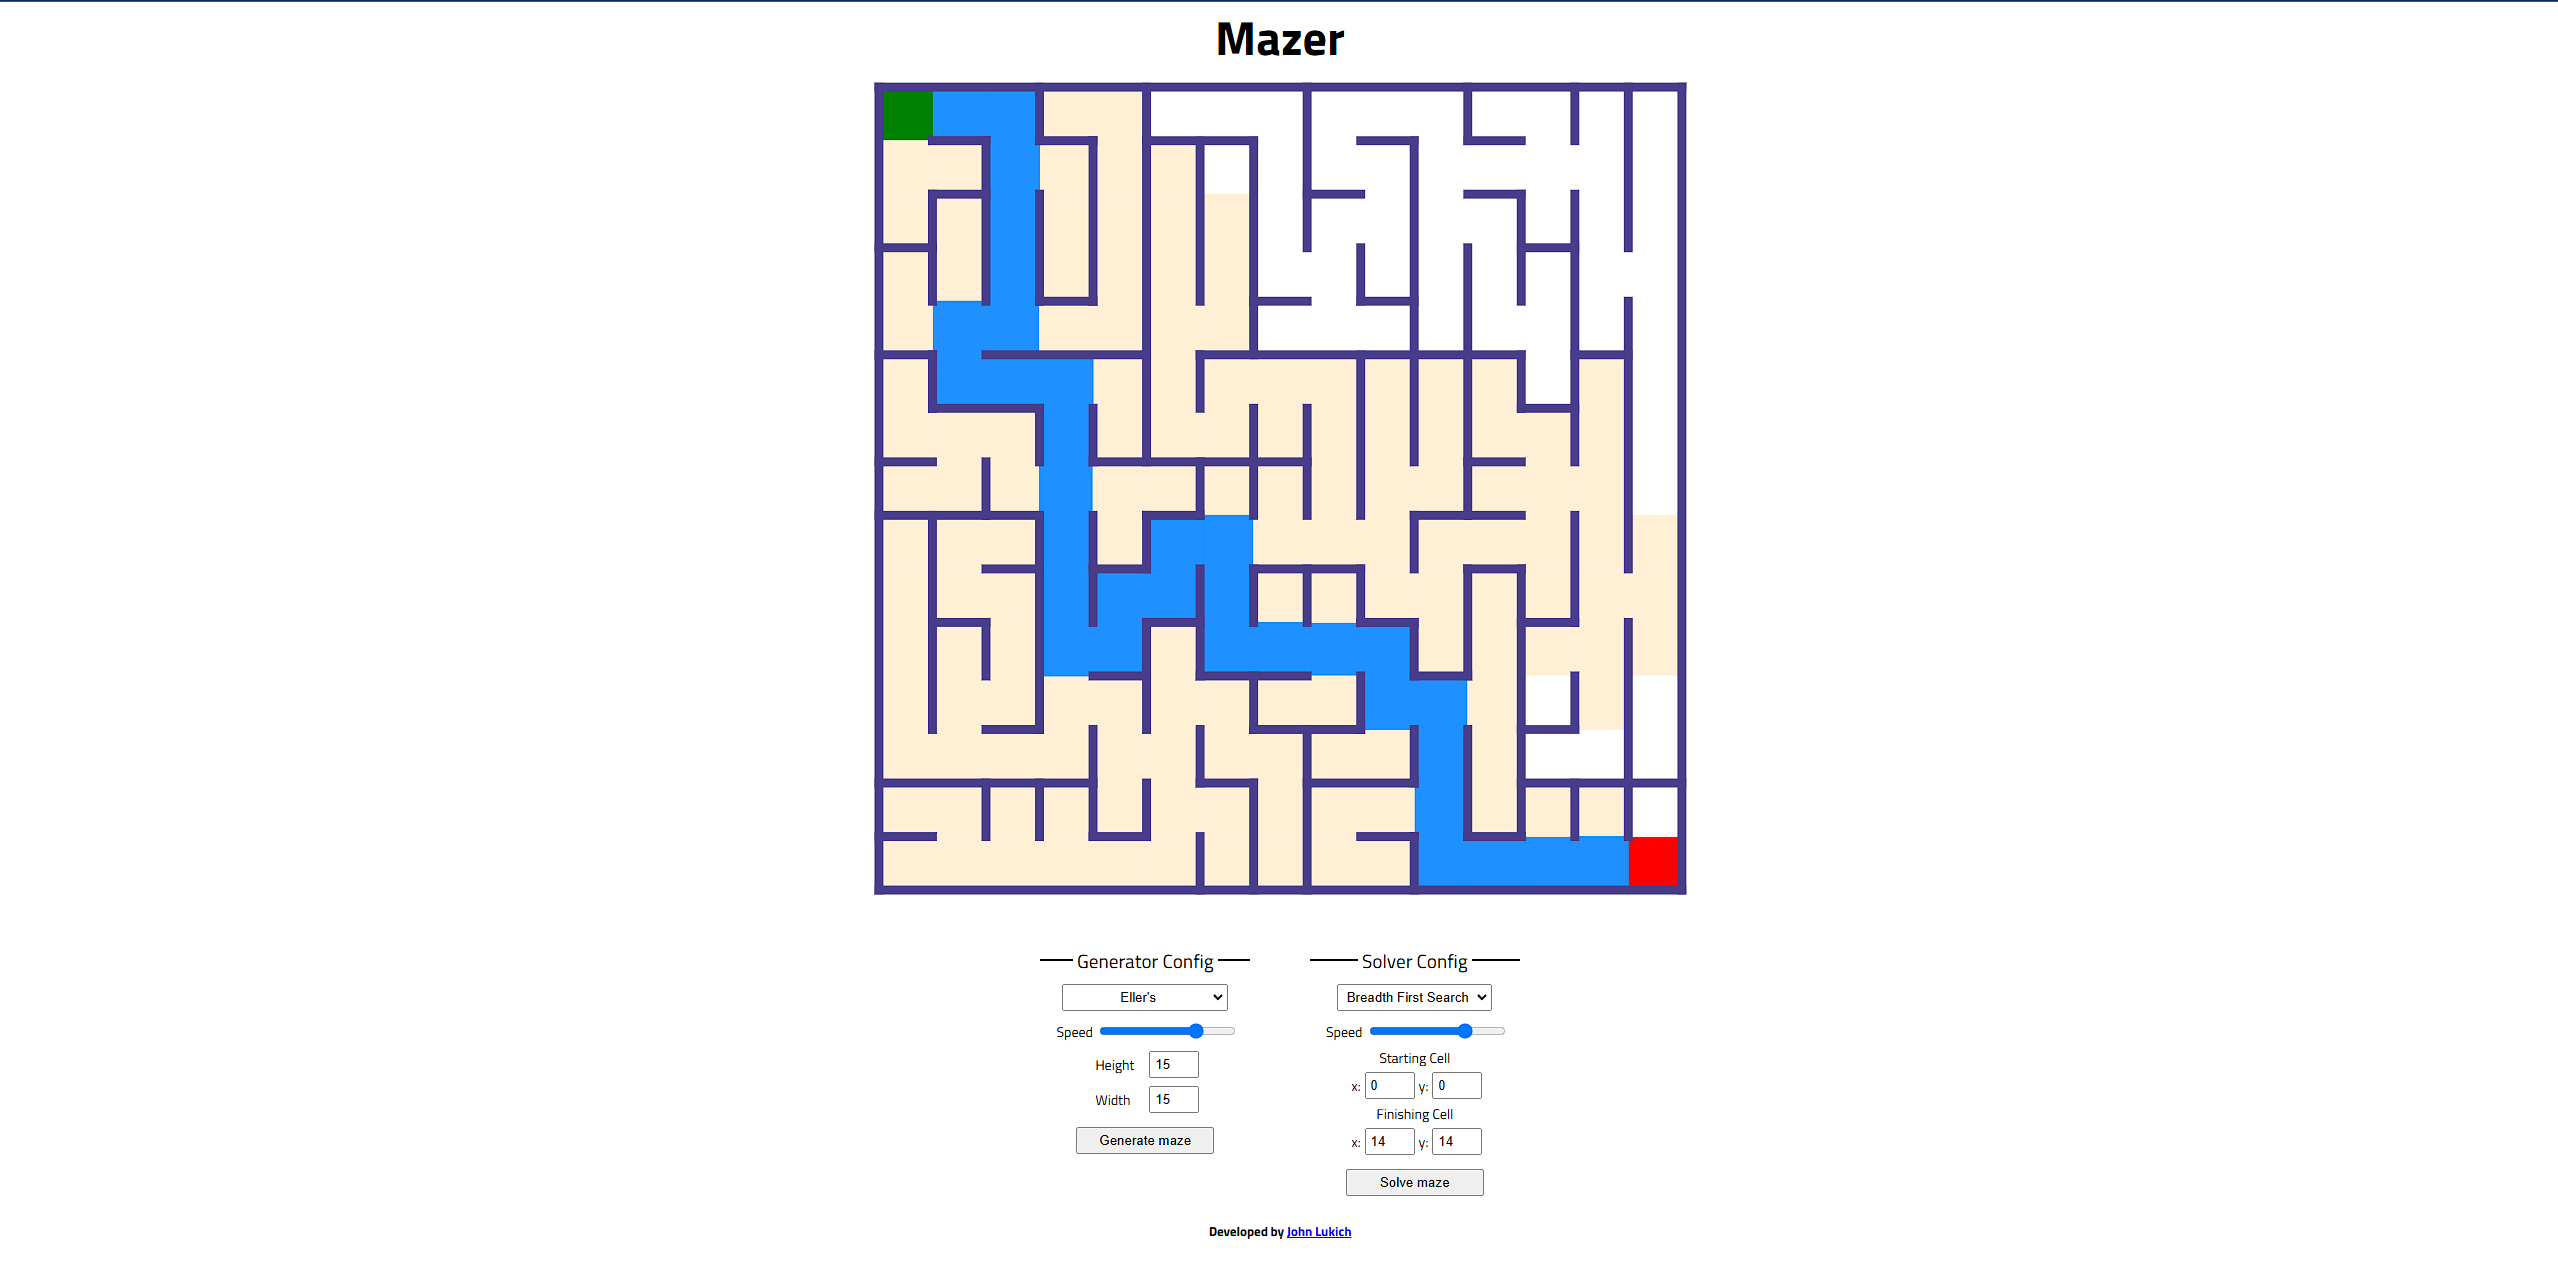 Mazer
Generator Config
Eller's
Speed
Height 15
Width 15
Generate maze
Solver Config
Breadth First Search
Speed
Starting Cell
x: 0 y: 0
Finishing Cell
x: 14 y: 14
Solve maze
Developed by John Lukich